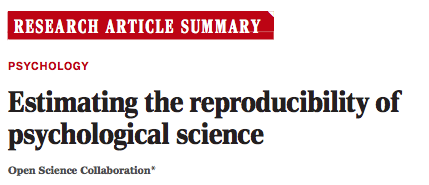 RESEARCH ARTICLE SUMMARY
PSYCHOLOGY
Estimating the reproducibility of
psychological science
Open Science Collaboration*